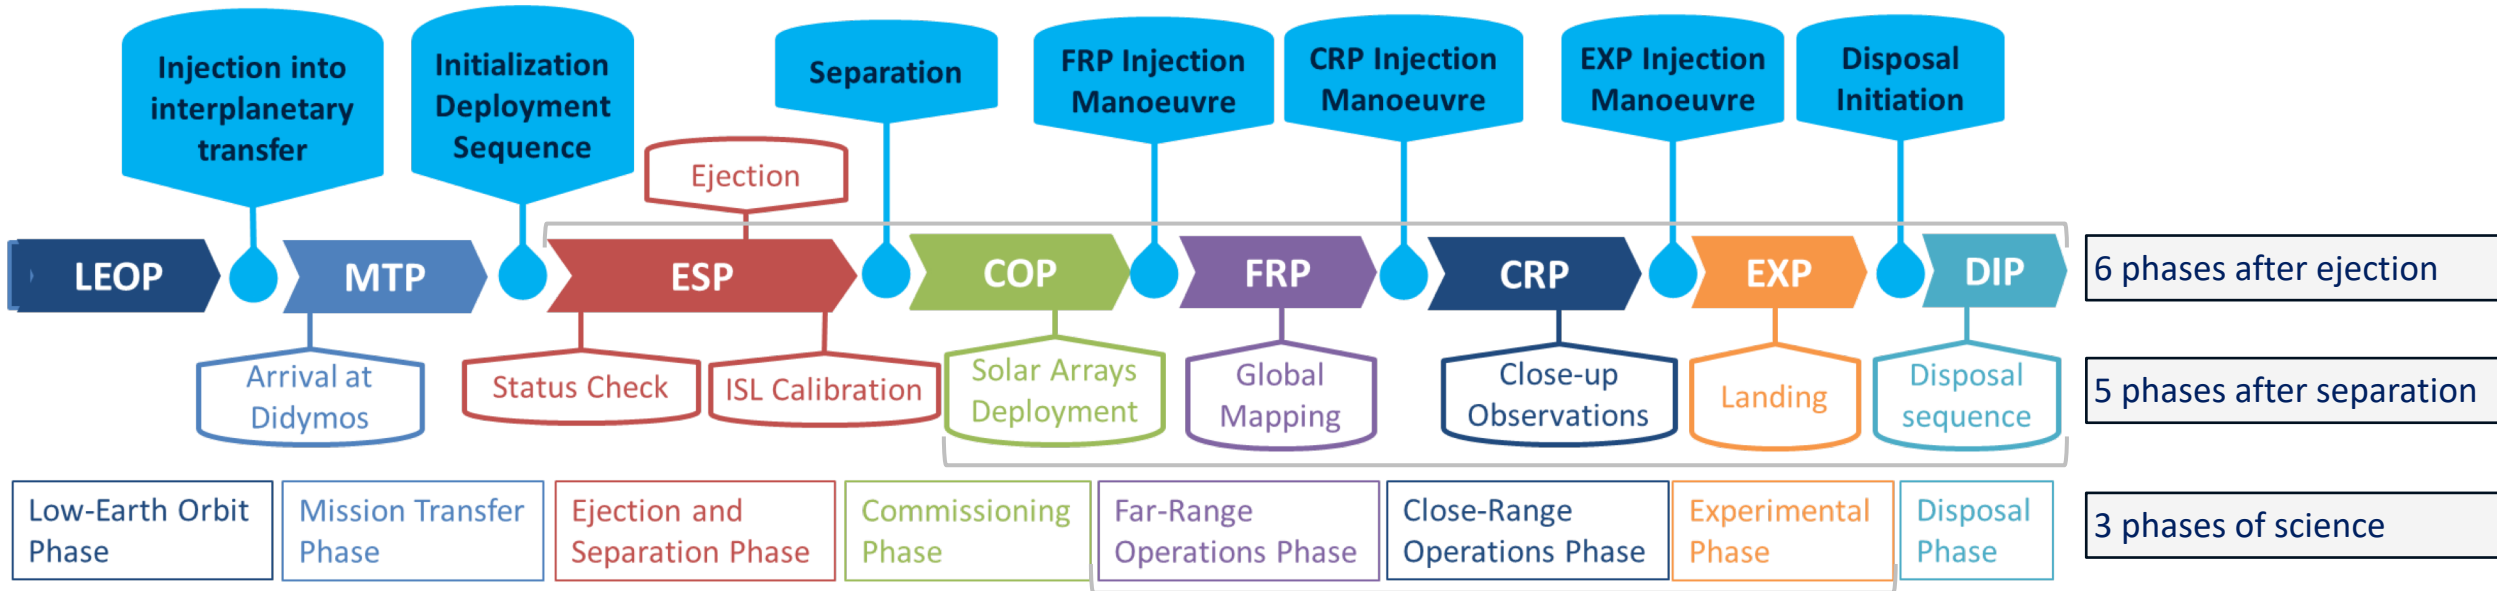 Injection into
interplanetary
transfer
Initialization
Deployment
Sequence
Ejection
Separation
FRP Injection
Manoeuvre
CRP Injection
Manoeuvre
EXP Injection
Manoeuvre
Disposal
Initiation
LEOP
MTP
ESP
COP
FRP
CRP
EXP
DIP
6 phases after ejection
Arrival at
Didymos
Status Check
ISL Calibration
Solar Arrays
Deployment
Global
Mapping
Close-up
Observations
Landing
Disposal
sequence
5 phases after separation
Low-Earth Orbit
Phase
Mission Transfer
Phase
Ejection and
Separation Phase
Commissioning
Phase
Far-Range
Operations Phase
Close-Range
Operations Phase
Experimental
Phase
Disposal
Phase
3 phases of science